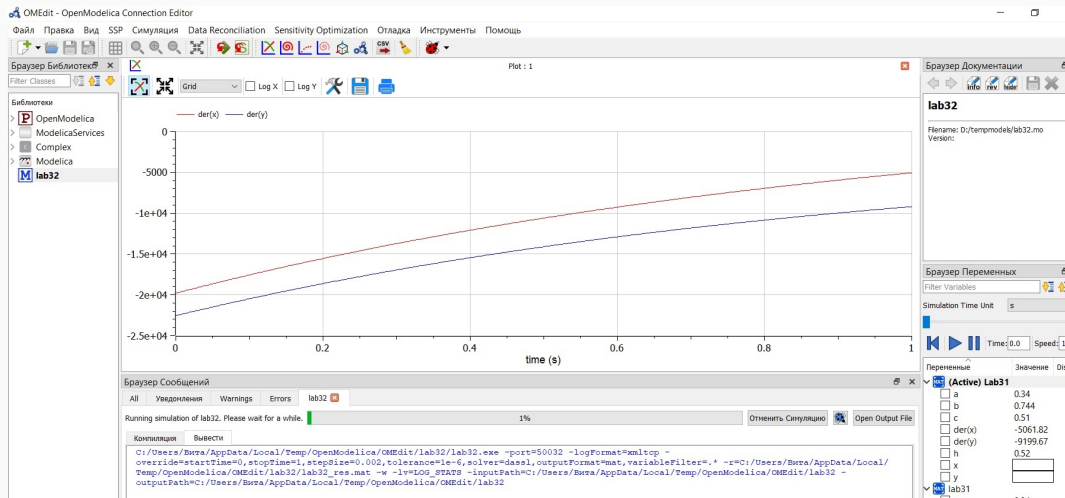 OMEdit - OpenModelica Connection Editor
Файл Правка Вид SSP Симуляция Data Reconciliation Sensitivity Optimization Отладка Инструменты Помощь
Браузер Библиотек
Filter Classes
Библиотеки
P OpenModelica
ModelicaServices
C Complex
Modelica
M lab32
Plot : 1
Grid Log X Log Y
CSV
der(x) der(y)
0
-5000
-1e+04
-1.5e+04
-2e+04
-2.5e+04
0 0.2 0.4 0.6 0.8 1
time (s)
Браузер Сообщений
All Уведомления Warnings Errors lab32
Running simulation of lab32. Please wait for a while. 1% Отменить Симуляцию Open Output File
Компиляция Вывести
C:/Users/Вита/AppData/Local/Temp/OpenModelica/OMEdit/lab32/lab32.exe -port=50032 -logFormat=xmltcp -
override=startTime=0,stopTime=1,stepSize=0.002,tolerance=1e-6,solver=dassl,outputFormat=mat,variableFilter=.* -r=C:/Users/Вита/AppData/Local/
Temp/OpenModelica/OMEdit/lab32/lab32_res.mat -w -lv=LOG_STATS -inputPath=C:/Users/Вита/AppData/Local/Temp/OpenModelica/OMEdit/lab32 -
outputPath=C:/Users/Вита/AppData/Local/Temp/OpenModelica/OMEdit/lab32
Браузер Документации
info rev hide
lab32
Filename: D:/tempmodels/lab32.mo
Version:
Браузер Переменных
Filter Variables
Simulation Time Unit s
Time: 0.0 Speed: 1
Переменные Значение
MAT (Active) Lab31
a 0.34
b 0.744
c 0.51
der(x) -5061.82
der(y) -9199.67
h 0.52
x
y
MAT lab31